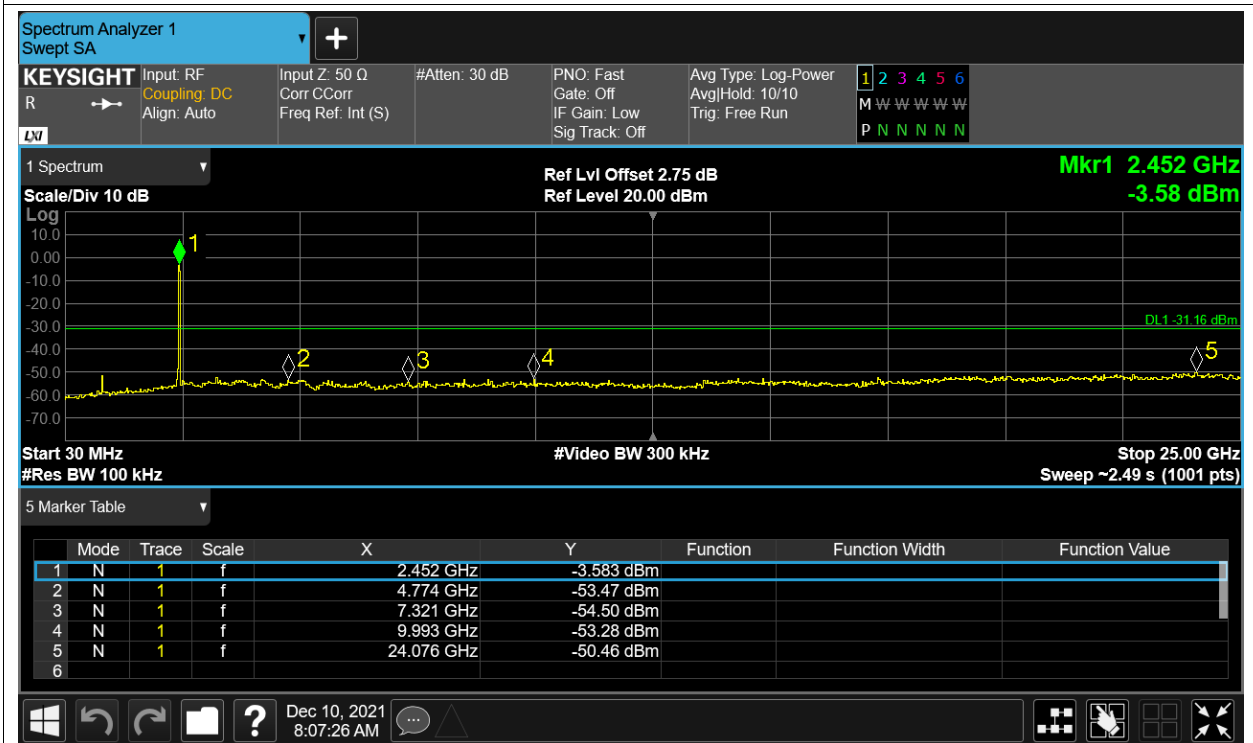 Spectrum Analyzer 1
Swept SA
+
KEYSIGHT
R
LXI
Input: RF
Coupling: DC
Align: Auto
Input Z: 50 Ω
Corr CCorr
Freq Ref: Int (S)
#Atten: 30 dB
PNO: Fast
Gate: Off
IF Gain: Low
Sig Track: Off
Avg Type: Log-Power
Avg|Hold: 10/10
Trig: Free Run
1 2 3 4 5 6
M W W W W W
P N N N N N
1 Spectrum
Scale/Div 10 dB
Ref Lvl Offset 2.75 dB
Ref Level 20.00 dBm
Mkr1 2.452 GHz
-3.58 dBm
Log
10.0
0.00
-10.0
-20.0
-30.0
-40.0
-50.0
-60.0
-70.0
1
2
3
4
5
DL1 -31.16 dBm
Start 30 MHz
#Video BW 300 kHz
Stop 25.00 GHz
#Res BW 100 kHz
Sweep ~2.49 s (1001 pts)
5 Marker Table
Mode Trace Scale X Y Function Function Width Function Value
1 N 1 f 2.452 GHz -3.583 dBm
2 N 1 f 4.774 GHz -53.47 dBm
3 N 1 f 7.321 GHz -54.50 dBm
4 N 1 f 9.993 GHz -53.28 dBm
5 N 1 f 24.076 GHz -50.46 dBm
6
?
Dec 10, 2021
8:07:26 AM